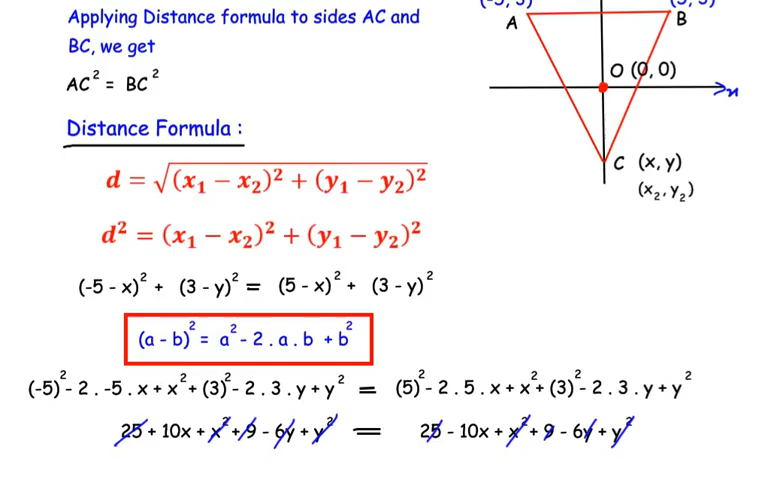 Applying Distance formula to sides AC and
BC, we get
AC² = BC²
Distance Formula :
d = √(x₁ − x₂)² + (y₁ − y₂)²
d² = (x₁ − x₂)² + (y₁ − y₂)²
(-5 - x)² + (3 - y)² = (5 - x)² + (3 - y)²
(a - b)² = a² - 2 . a . b + b²
(-5)² - 2 . -5 . x + x² + (3)² - 2 . 3 . y + y² = (5)² - 2 . 5 . x + x² + (3)² - 2 . 3 . y + y²
25 + 10x + x² + 9 - 6y + y² = 25 - 10x + x² + 9 - 6y + y²
A
B
O (0, 0)
x
C (x, y)
(x₂, y₂)